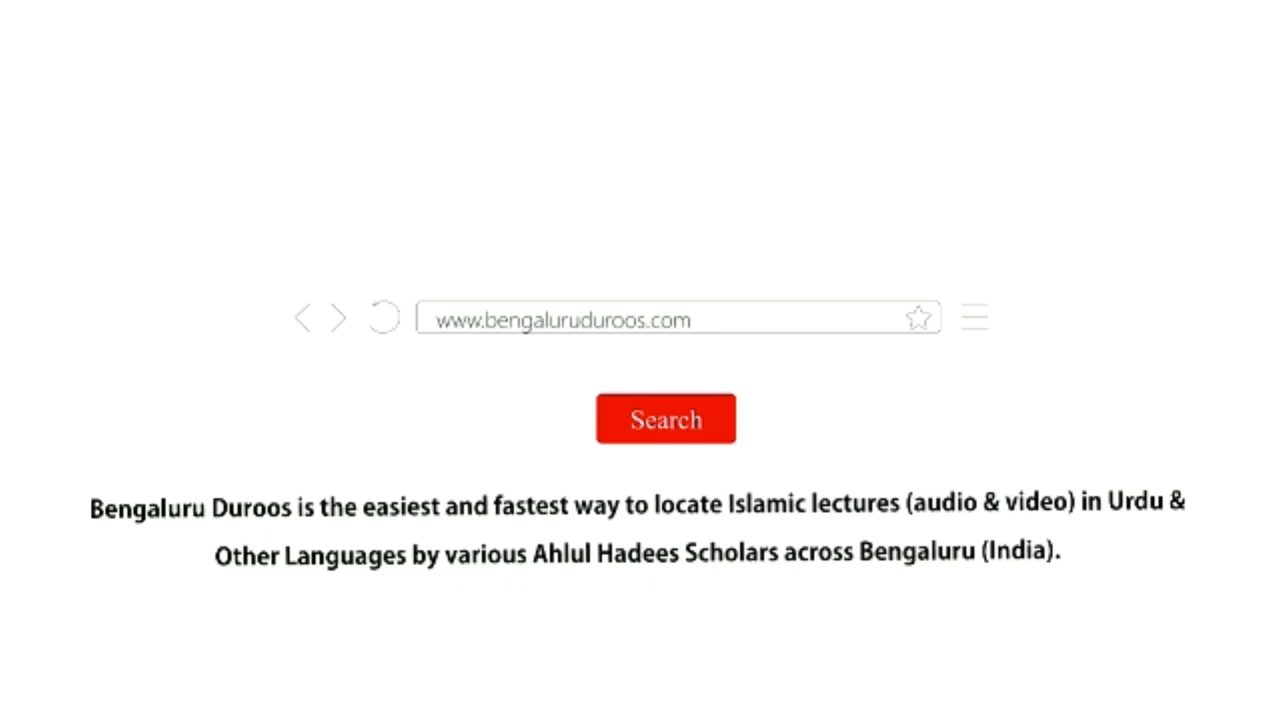 www.bengaluruduroos.com
Search
Bengaluru Duroos is the easiest and fastest way to locate Islamic lectures (audio & video) in Urdu &
Other Languages by various Ahlul Hadees Scholars across Bengaluru (India).